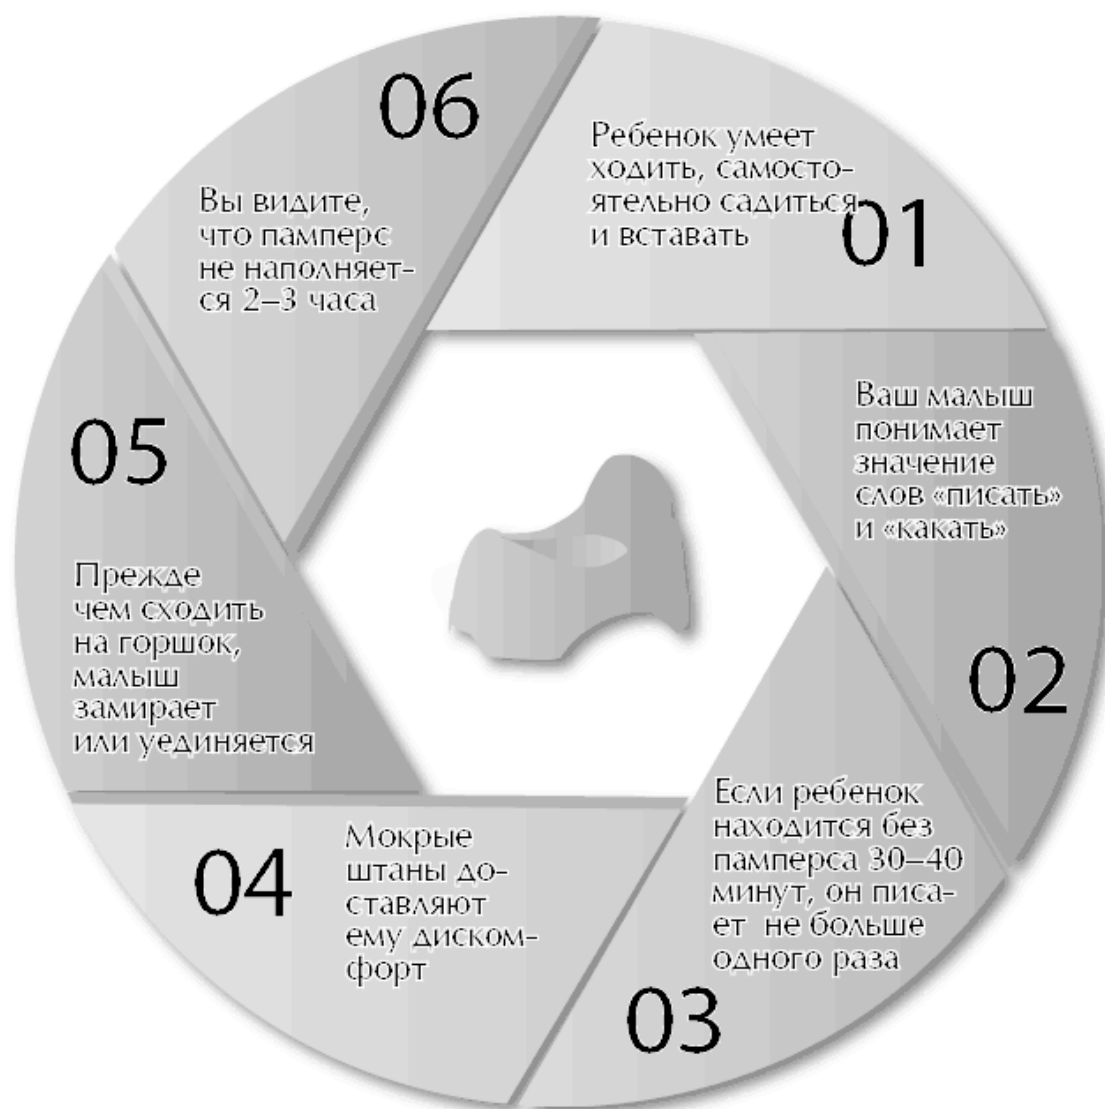 01
Ребенок умеет
ходить, самосто-
ятельно садиться
и вставать
02
Ваш малыш
понимает
значение
слов «писать»
и «какать»
03
Если ребенок
находится без
памперса 30–40
минут, он писа-
ет не больше
одного раза
04
Мокрые
штаны до-
ставляют
ему диском-
форт
05
Прежде
чем сходить
на горшок,
малыш
замирает
или уединяется
06
Вы видите,
что памперс
не наполняет-
ся 2–3 часа